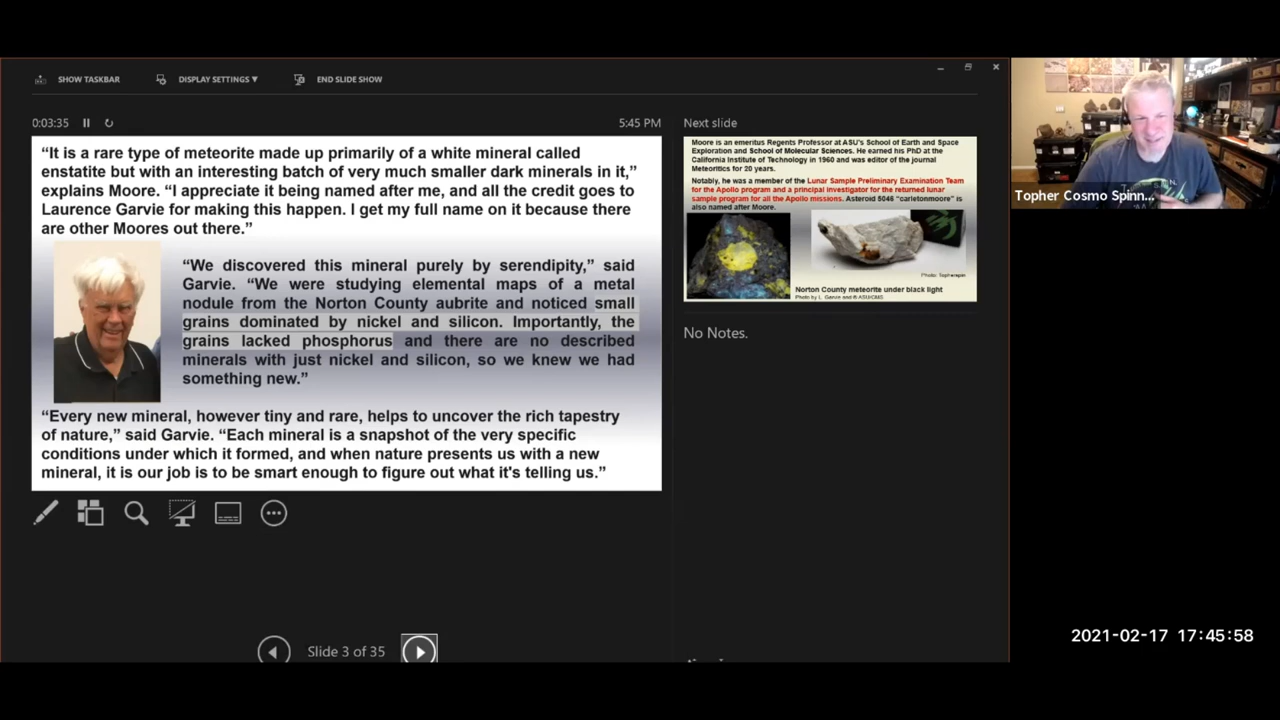 SHOW TASKBAR
DISPLAY SETTINGS ▼
END SLIDE SHOW
0:03:35
5:45 PM
“It is a rare type of meteorite made up primarily of a white mineral called
enstatite but with an interesting batch of very much smaller dark minerals in it,”
explains Moore. “I appreciate it being named after me, and all the credit goes to
Laurence Garvie for making this happen. I get my full name on it because there
are other Moores out there.”
“We discovered this mineral purely by serendipity,” said
Garvie. “We were studying elemental maps of a metal
nodule from the Norton County aubrite and noticed small
grains dominated by nickel and silicon. Importantly, the
grains lacked phosphorus and there are no described
minerals with just nickel and silicon, so we knew we had
something new.”
“Every new mineral, however tiny and rare, helps to uncover the rich tapestry
of nature,” said Garvie. “Each mineral is a snapshot of the very specific
conditions under which it formed, and when nature presents us with a new
mineral, it is our job is to be smart enough to figure out what it's telling us.”
Slide 3 of 35
Next slide
Moore is an emeritus Regents Professor at ASU's School of Earth and Space
Exploration and School of Molecular Sciences. He earned his PhD at the
California Institute of Technology in 1960 and was editor of the journal
Meteoritics for 20 years.
Notably, he was a member of the Lunar Sample Preliminary Examination Team
for the Apollo program and a principal investigator for the returned lunar
sample program for all the Apollo missions. Asteroid 5046 “carletonmoore” is
also named after Moore.
Photo: Topherspin
Norton County meteorite under black light
Photo by L. Garvie and © ASU/CMS
No Notes.
Topher Cosmo Spinn...
2021-02-17 17:45:58